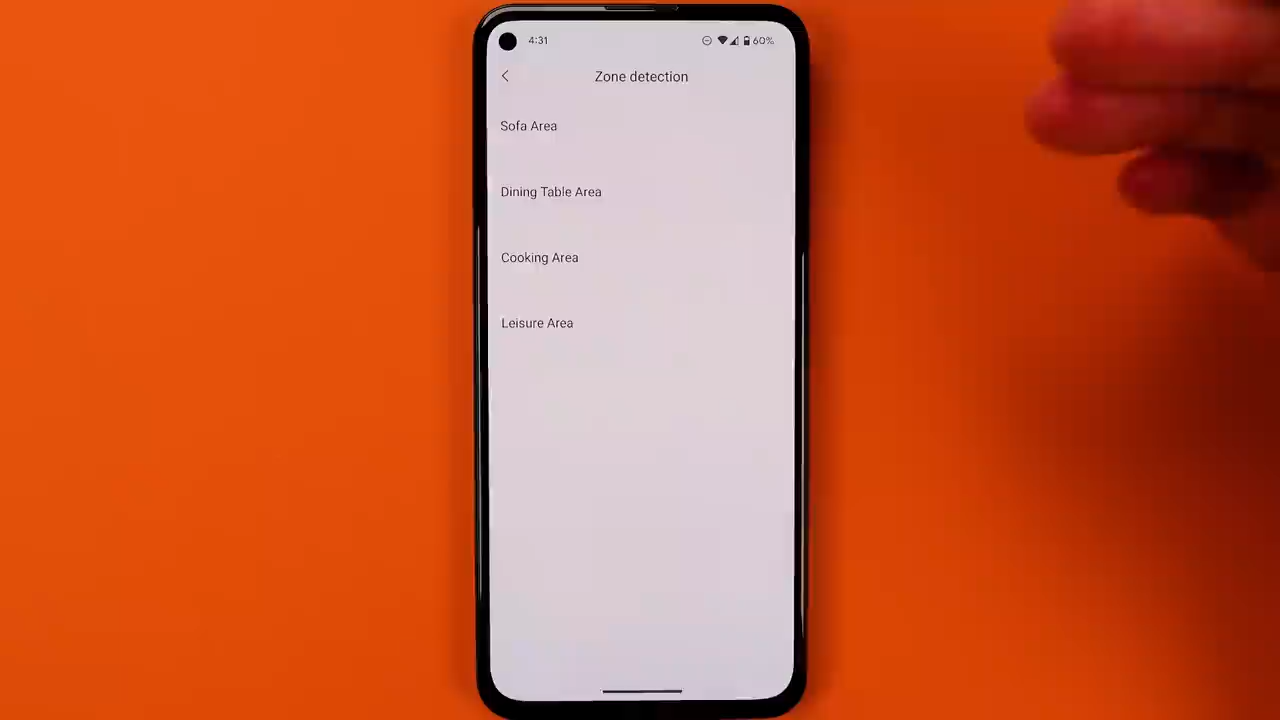 4:31
60%
Zone detection
Sofa Area
Dining Table Area
Cooking Area
Leisure Area